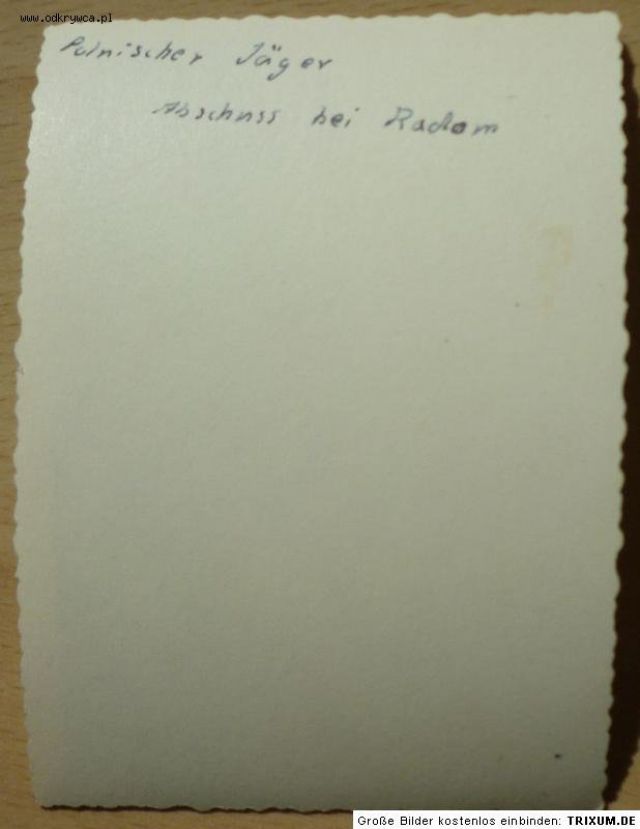 www.odkrywca.pl
Polnischer Jäger
Abschuss bei Radom
Große Bilder kostenlos einbinden: TRIXUM.DE